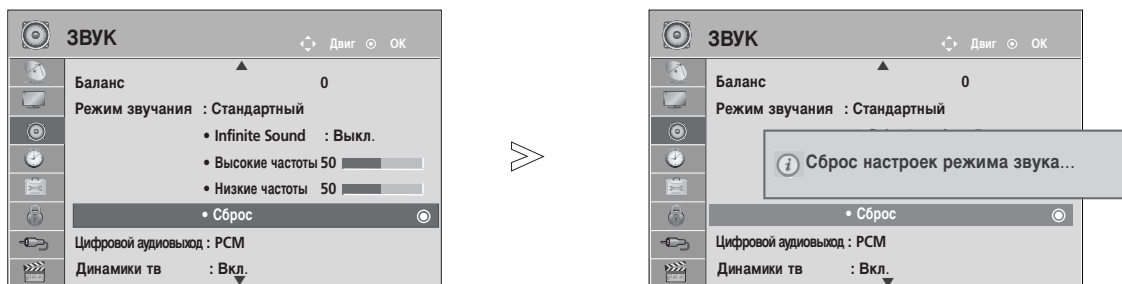 ЗВУК Двиг ОК
Баланс 0
Режим звучания : Стандартный
• Infinite Sound : Выкл.
• Высокие частоты 50
• Низкие частоты 50
• Сброс
Цифровой аудиовыход : PCM
Динамики тв : Вкл.
ЗВУК Двиг ОК
Баланс 0
Режим звучания : Стандартный
Сброс настроек режима звука...
• Сброс
Цифровой аудиовыход : PCM
Динамики тв : Вкл.